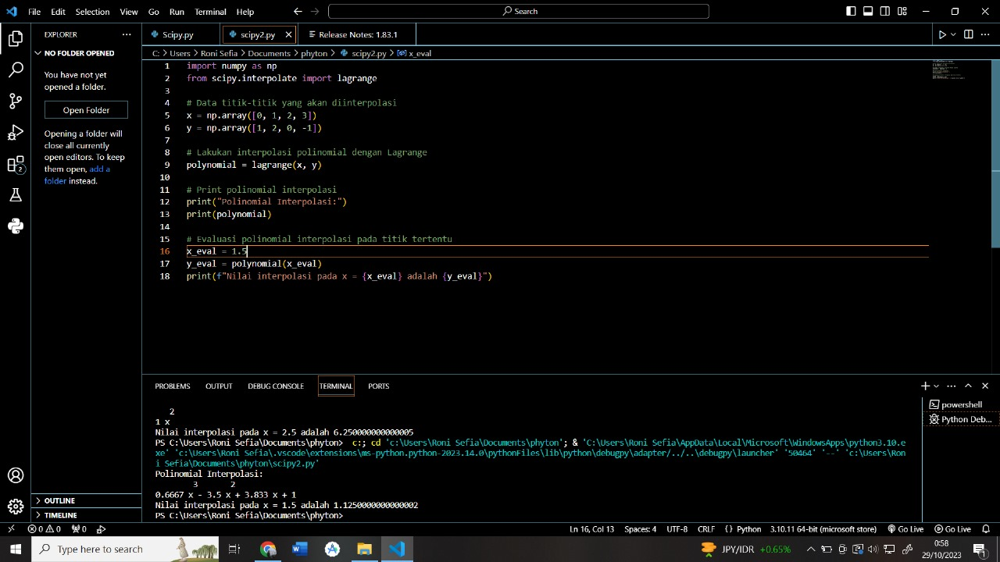 File Edit Selection View Go Run Terminal Help
Search
EXPLORER
Scipy.py
scipy2.py
Release Notes: 1.83.1
NO FOLDER OPENED
You have not yet
opened a folder.
Open Folder
Opening a folder will
close all currently
open editors. To keep
them open, add a
folder instead.
2
OUTLINE
TIMELINE
C: > Users > Roni Sefia > Documents > phyton > scipy2.py > x_eval
1 import numpy as np
2 from scipy.interpolate import lagrange
3
4 # Data titik-titik yang akan diinterpolasi
5 x = np.array([0, 1, 2, 3])
6 y = np.array([1, 2, 0, -1])
7
8 # Lakukan interpolasi polinomial dengan Lagrange
9 polynomial = lagrange(x, y)
10
11 # Print polinomial interpolasi
12 print("Polinomial Interpolasi:")
13 print(polynomial)
14
15 # Evaluasi polinomial interpolasi pada titik tertentu
16 x_eval = 1.5
17 y_eval = polynomial(x_eval)
18 print(f"Nilai interpolasi pada x = {x_eval} adalah {y_eval}")
PROBLEMS OUTPUT DEBUG CONSOLE TERMINAL PORTS
2
1 x
Nilai interpolasi pada x = 2.5 adalah 6.250000000000005
PS C:\Users\Roni Sefia\Documents\phyton> c:; cd 'c:\Users\Roni Sefia\Documents\phyton'; & 'C:\Users\Roni Sefia\AppData\Local\Microsoft\WindowsApps\python3.10.e
xe' 'c:\Users\Roni Sefia\.vscode\extensions\ms-python.python-2023.14.0\pythonFiles\lib\python\debugpy\adapter/../..\debugpy\launcher' '50464' '--' 'c:\Users\Ron
i Sefia\Documents\phyton\scipy2.py'
Polinomial Interpolasi:
3 2
0.6667 x - 3.5 x + 3.833 x + 1
Nilai interpolasi pada x = 1.5 adalah 1.1250000000000002
PS C:\Users\Roni Sefia\Documents\phyton>
powershell
Python Deb...
0 0 0 Ln 16, Col 13 Spaces: 4 UTF-8 CRLF { } Python 3.10.11 64-bit (microsoft store) Go Live Go Live
Type here to search
JPY/IDR +0.65%
0:58
29/10/2023
1